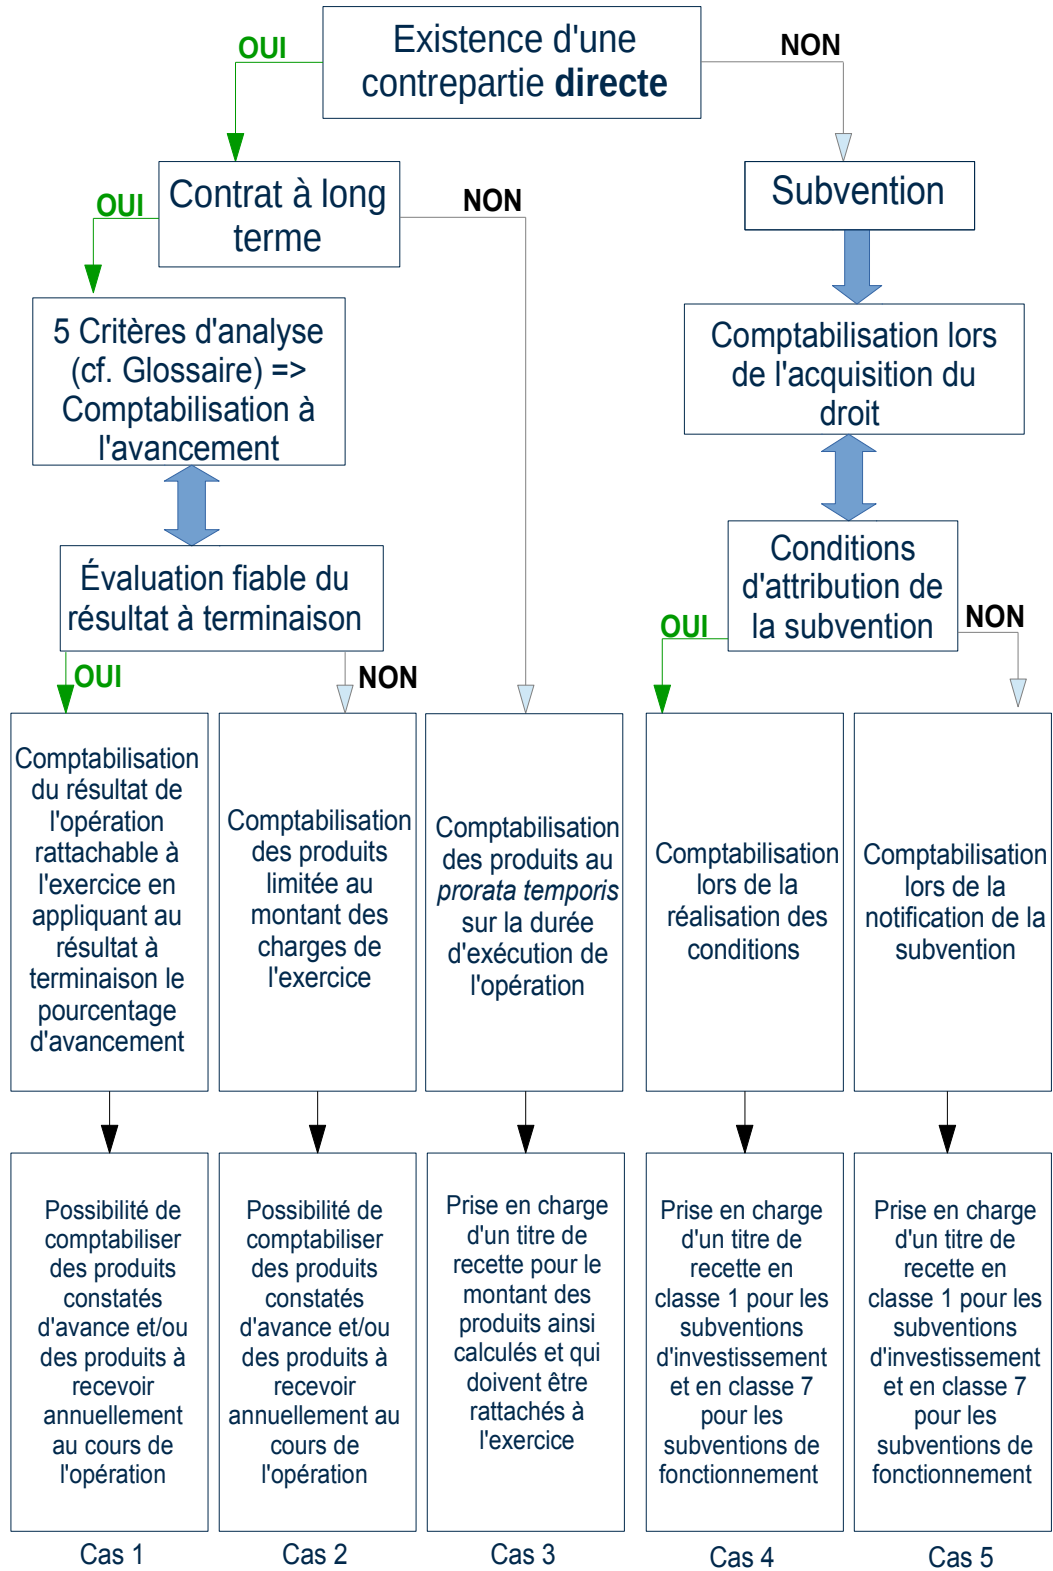 Existence d'une
contrepartie directe
OUI
NON
Contrat à long
terme
Subvention
OUI
NON
5 Critères d'analyse
(cf. Glossaire) =>
Comptabilisation à
l'avancement
Comptabilisation lors
de l'acquisition du
droit
Évaluation fiable du
résultat à terminaison
Conditions
d'attribution de
la subvention
OUI
NON
OUI
NON
Comptabilisation
du résultat de
l'opération
rattachable à
l'exercice en
appliquant au
résultat à
terminaison le
pourcentage
d'avancement
Comptabilisation
des produits
limitée au
montant des
charges de
l'exercice
Comptabilisation
des produits au
prorata temporis
sur la durée
d'exécution de
l'opération
Comptabilisation
lors de la
réalisation des
conditions
Comptabilisation
lors de la
notification de la
subvention
Possibilité de
comptabiliser
des produits
constatés
d'avance et/ou
des produits à
recevoir
annuellement
au cours de
l'opération
Possibilité de
comptabiliser
des produits
constatés
d'avance et/ou
des produits à
recevoir
annuellement au
cours de
l'opération
Prise en charge
d'un titre de
recette pour le
montant des
produits ainsi
calculés et qui
doivent être
rattachés à
l'exercice
Prise en charge
d'un titre de
recette en
classe 1 pour les
subventions
d'investissement
et en classe 7
pour les
subventions de
fonctionnement
Prise en charge
d'un titre de
recette en
classe 1 pour les
subventions
d'investissement
et en classe 7
pour les
subventions de
fonctionnement
Cas 1
Cas 2
Cas 3
Cas 4
Cas 5